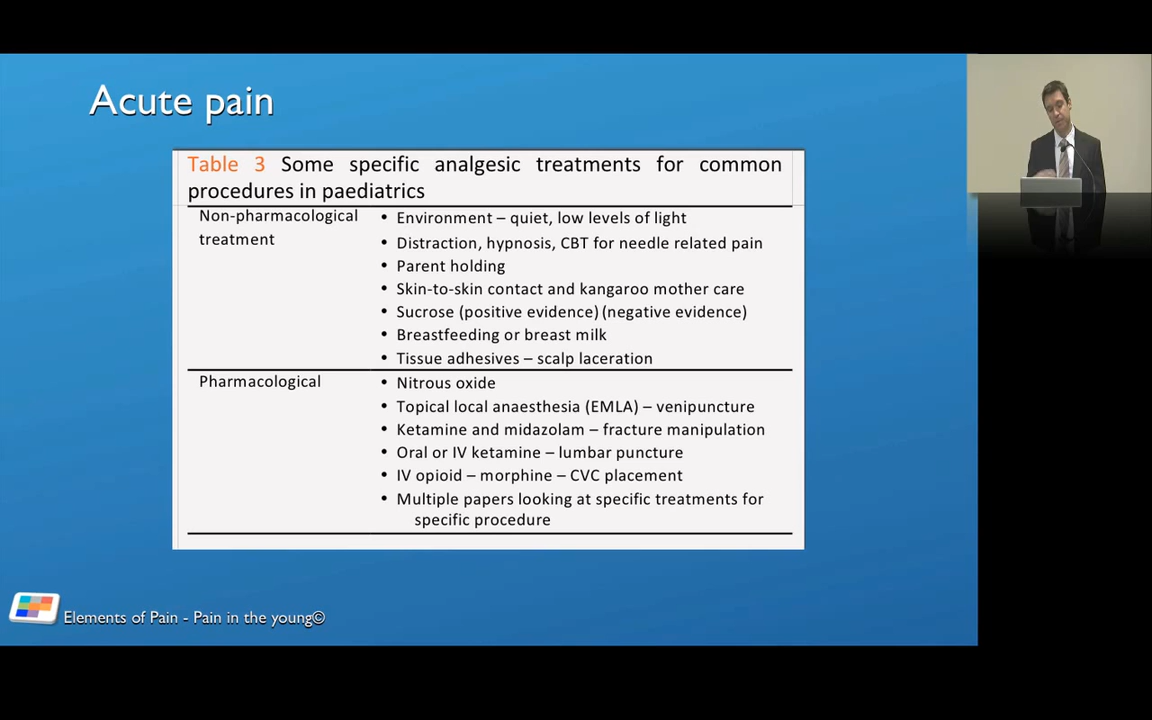 Acute pain
Table 3 Some specific analgesic treatments for common
procedures in paediatrics
Non-pharmacological
treatment
• Environment – quiet, low levels of light
• Distraction, hypnosis, CBT for needle related pain
• Parent holding
• Skin-to-skin contact and kangaroo mother care
• Sucrose (positive evidence) (negative evidence)
• Breastfeeding or breast milk
• Tissue adhesives – scalp laceration
Pharmacological
• Nitrous oxide
• Topical local anaesthesia (EMLA) – venipuncture
• Ketamine and midazolam – fracture manipulation
• Oral or IV ketamine – lumbar puncture
• IV opioid – morphine – CVC placement
• Multiple papers looking at specific treatments for
specific procedure
Elements of Pain - Pain in the young©